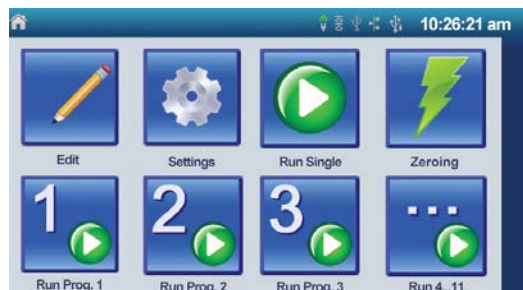 10:26:21 am
Edit Settings Run Single Zeroing
1 2 3 ...
Run Prog. 1 Run Prog. 2 Run Prog. 3 Run 4...11